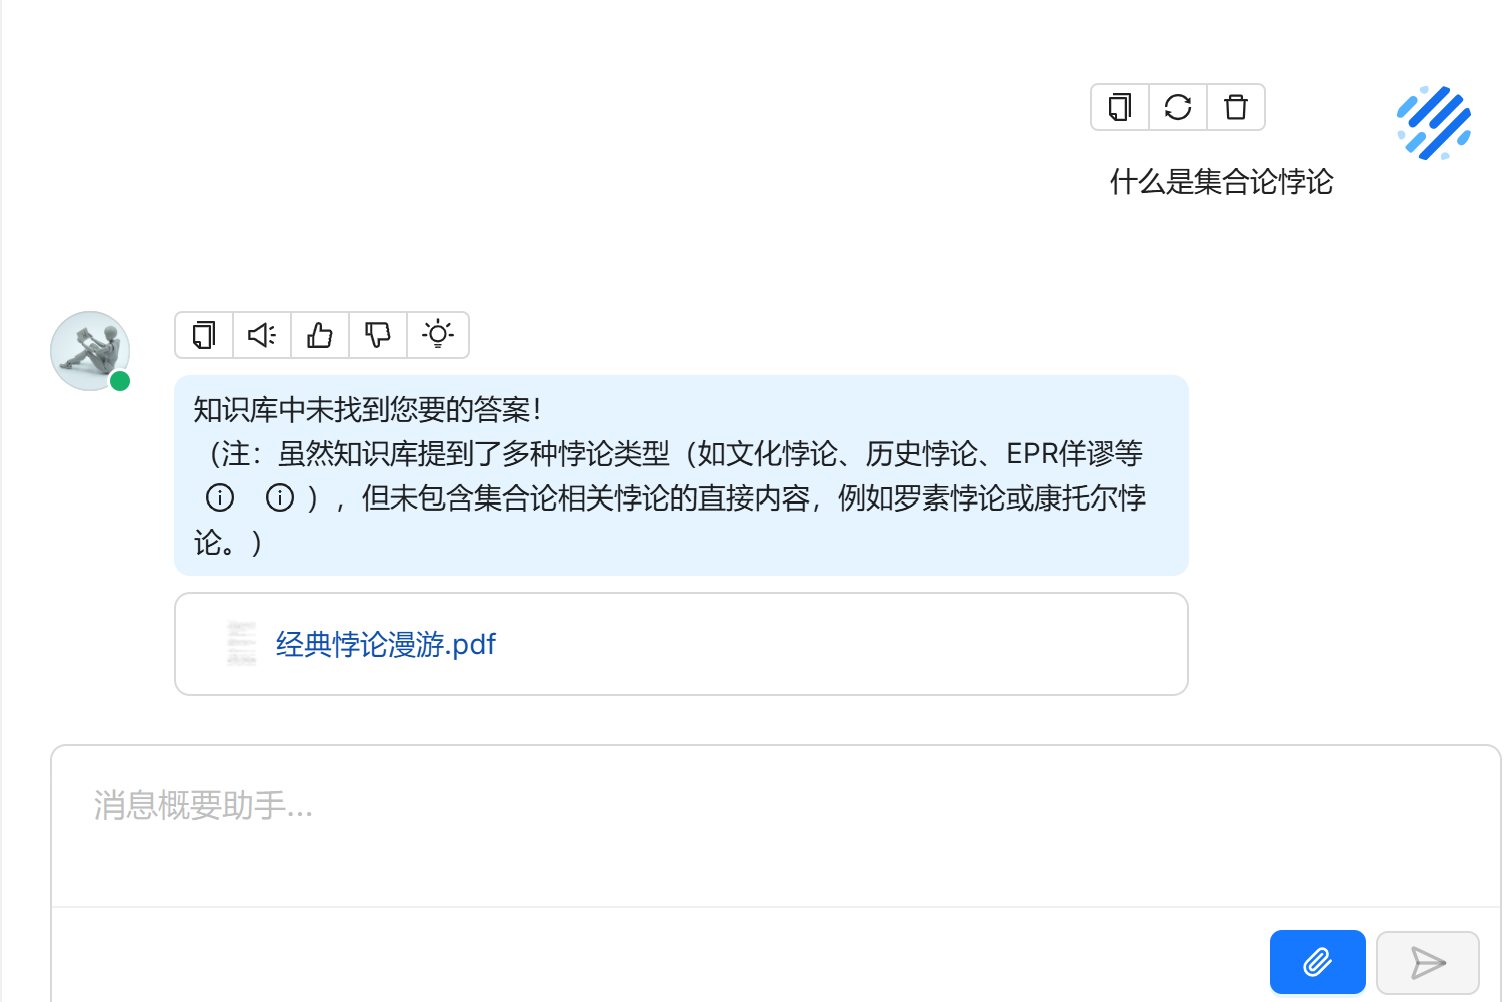 什么是集合论悖论
知识库中未找到您要的答案！
（注：虽然知识库提到了多种悖论类型（如文化悖论、历史悖论、EPR佯谬等
），但未包含集合论相关悖论的直接内容，例如罗素悖论或康托尔悖
论。）
经典悖论漫游.pdf
消息概要助手...